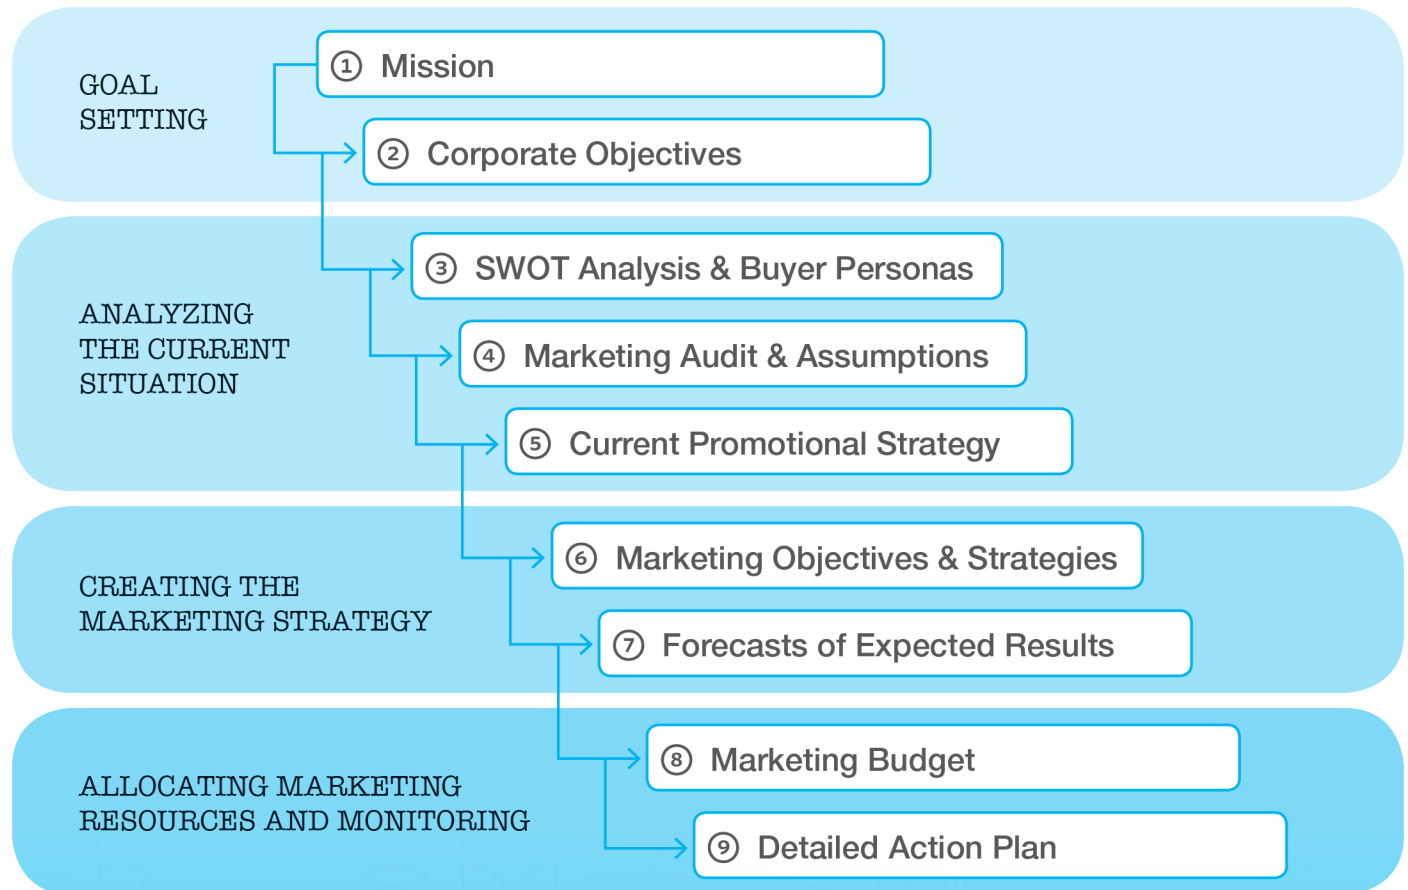 GOAL
SETTING
① Mission
② Corporate Objectives
ANALYZING
THE CURRENT
SITUATION
③ SWOT Analysis & Buyer Personas
④ Marketing Audit & Assumptions
⑤ Current Promotional Strategy
CREATING THE
MARKETING STRATEGY
⑥ Marketing Objectives & Strategies
⑦ Forecasts of Expected Results
ALLOCATING MARKETING
RESOURCES AND MONITORING
⑧ Marketing Budget
⑨ Detailed Action Plan